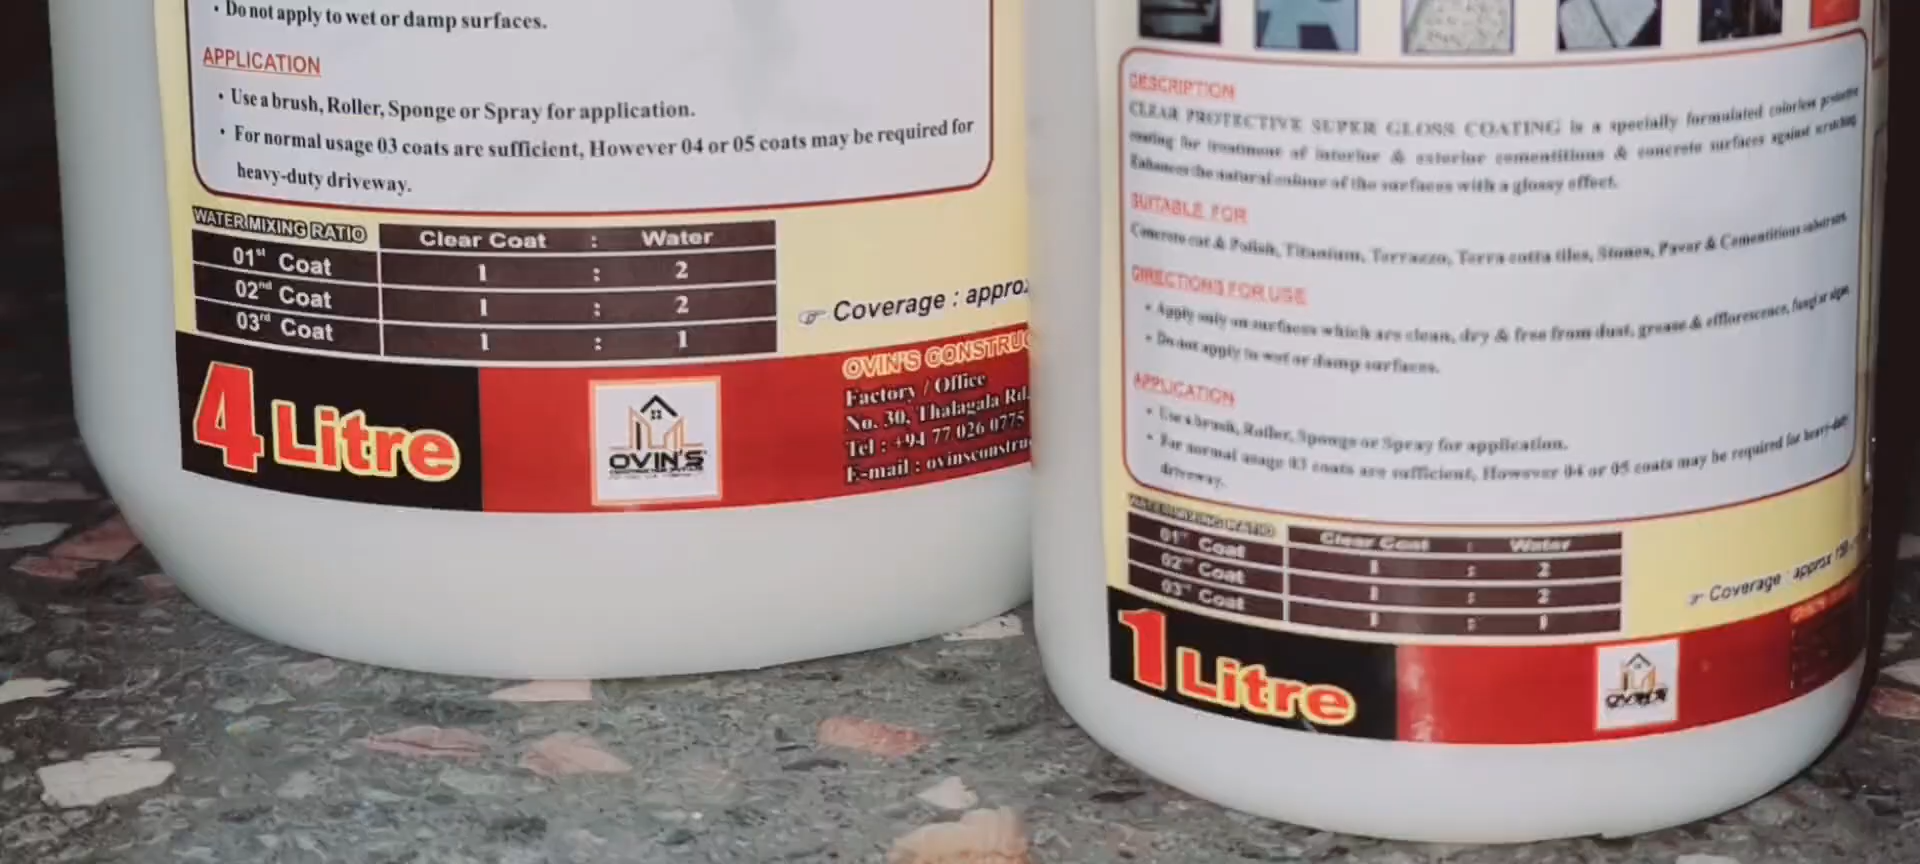 • Do not apply to wet or damp surfaces.
APPLICATION
• Use a brush, Roller, Sponge or Spray for application.
• For normal usage 03 coats are sufficient, However 04 or 05 coats may be required for
heavy-duty driveway.
WATER MIXING RATIO Clear Coat : Water
01st Coat 1 : 2
02nd Coat 1 : 2
03rd Coat 1 : 1
☞ Coverage : approx
4 Litre
OVIN'S
OVIN'S CONSTRUC
Factory / Office
No. 30, Thalagala Rd.
Tel : +94 77 026 0775
E-mail : ovinsconstru
DESCRIPTION
CLEAR PROTECTIVE SUPER GLOSS COATING is a specially formulated colorless protective
coating for treatment of interior & exterior cementitious & concrete surfaces against
Enhances the natural colour of the surfaces with a glossy effect.
SUITABLE FOR
Concrete cut & Polish, Titanium, Terrazzo, Terra cotta tiles, Stones, Paver & Cementitious
DIRECTIONS FOR USE
• Apply only on surfaces which are clean, dry & free from dust, grease & efflorescence, fungi or algae.
• Do not apply to wet or damp surfaces.
APPLICATION
• Use a brush, Roller, Sponge or Spray for application.
• For normal usage 03 coats are sufficient, However 04 or 05 coats may be required for heavy-duty
driveway.
WATER MIXING RATIO Clear Coat : Water
01st Coat 1 : 2
02nd Coat 1 : 2
03rd Coat 1 : 1
☞ Coverage : approx
1 Litre
OVIN'S